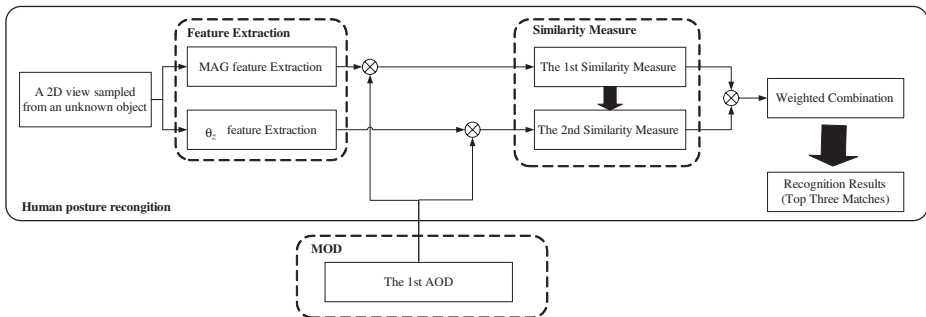 Feature Extraction
Similarity Measure
MAG feature Extraction
The 1st Similarity Measure
A 2D view sampled
from an unknown object
Weighted Combination
θz feature Extraction
The 2nd Similarity Measure
Recognition Results
(Top Three Matches)
Human posture recongition
MOD
The 1st AOD